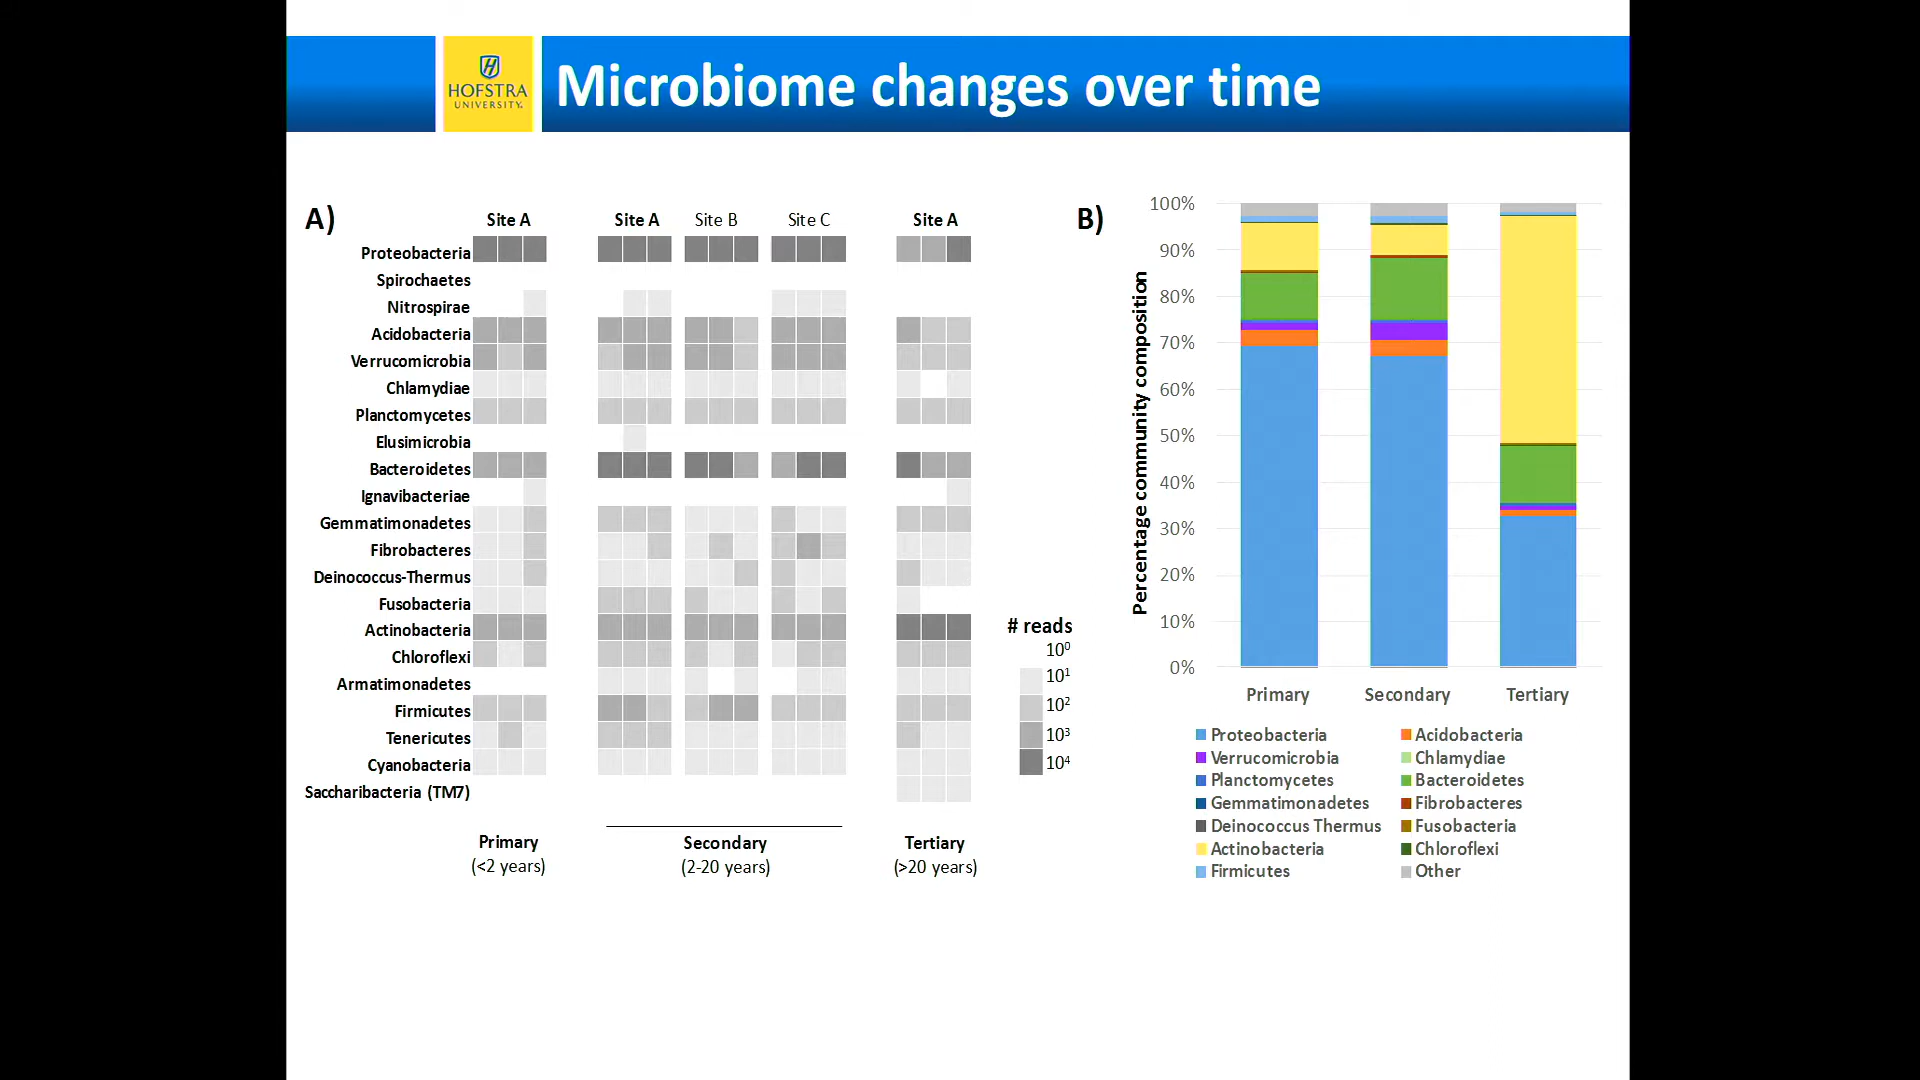 HOFSTRA
UNIVERSITY.
Microbiome changes over time
A)
Site A
Site A
Site B
Site C
Site A
Proteobacteria
Spirochaetes
Nitrospirae
Acidobacteria
Verrucomicrobia
Chlamydiae
Planctomycetes
Elusimicrobia
Bacteroidetes
Ignavibacteriae
Gemmatimonadetes
Fibrobacteres
Deinococcus-Thermus
Fusobacteria
Actinobacteria
Chloroflexi
Armatimonadetes
Firmicutes
Tenericutes
Cyanobacteria
Saccharibacteria (TM7)
Primary
(<2 years)
Secondary
(2-20 years)
Tertiary
(>20 years)
# reads
10⁰
10¹
10²
10³
10⁴
B)
Percentage community composition
100%
90%
80%
70%
60%
50%
40%
30%
20%
10%
0%
Primary
Secondary
Tertiary
Proteobacteria
Acidobacteria
Verrucomicrobia
Chlamydiae
Planctomycetes
Bacteroidetes
Gemmatimonadetes
Fibrobacteres
Deinococcus Thermus
Fusobacteria
Actinobacteria
Chloroflexi
Firmicutes
Other